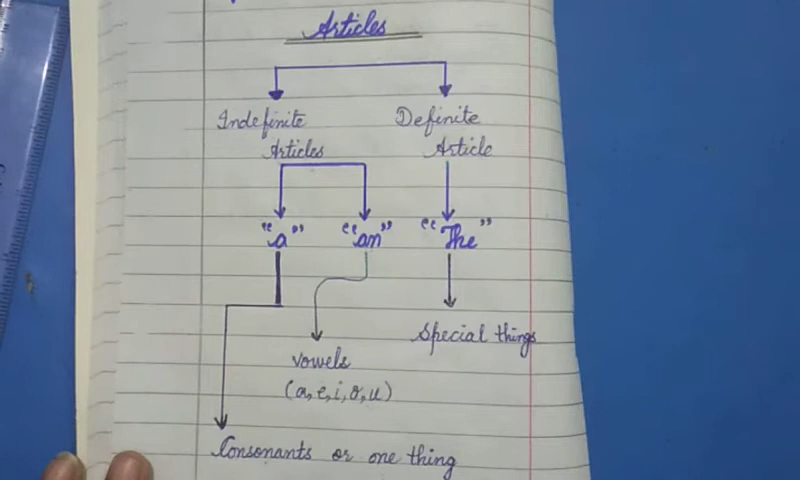 Articles
Indefinite Articles
Definite Article
"a"
"an"
"The"
Special things
vowels
(a, e, i, o, u)
Consonants or one thing